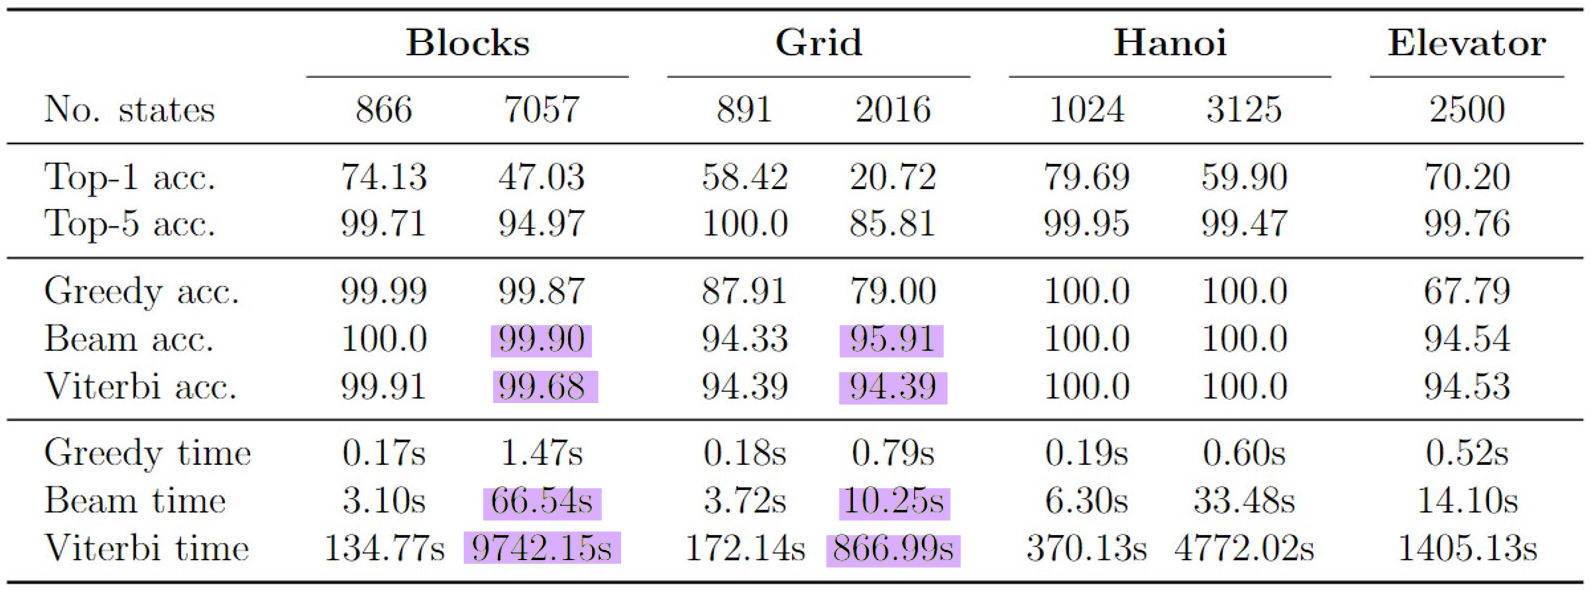 Blocks Grid Hanoi Elevator
No. states 866 7057 891 2016 1024 3125 2500
Top-1 acc. 74.13 47.03 58.42 20.72 79.69 59.90 70.20
Top-5 acc. 99.71 94.97 100.0 85.81 99.95 99.47 99.76
Greedy acc. 99.99 99.87 87.91 79.00 100.0 100.0 67.79
Beam acc. 100.0 99.90 94.33 95.91 100.0 100.0 94.54
Viterbi acc. 99.91 99.68 94.39 94.39 100.0 100.0 94.53
Greedy time 0.17s 1.47s 0.18s 0.79s 0.19s 0.60s 0.52s
Beam time 3.10s 66.54s 3.72s 10.25s 6.30s 33.48s 14.10s
Viterbi time 134.77s 9742.15s 172.14s 866.99s 370.13s 4772.02s 1405.13s